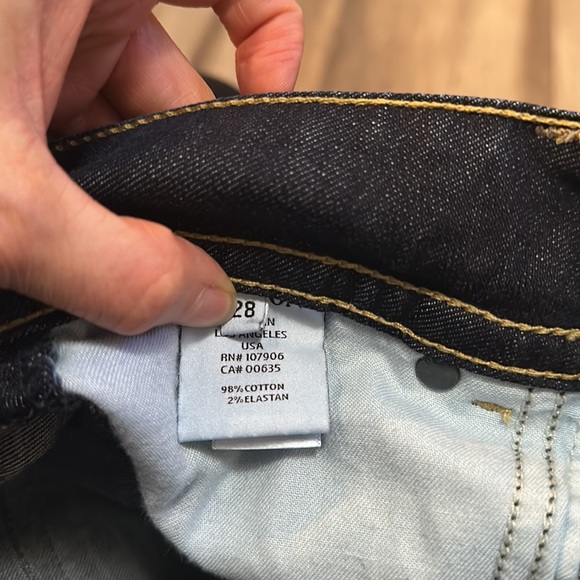 28
LOS ANGELES
USA
RN# 107906
CA# 00635
98% COTTON
2% ELASTAN